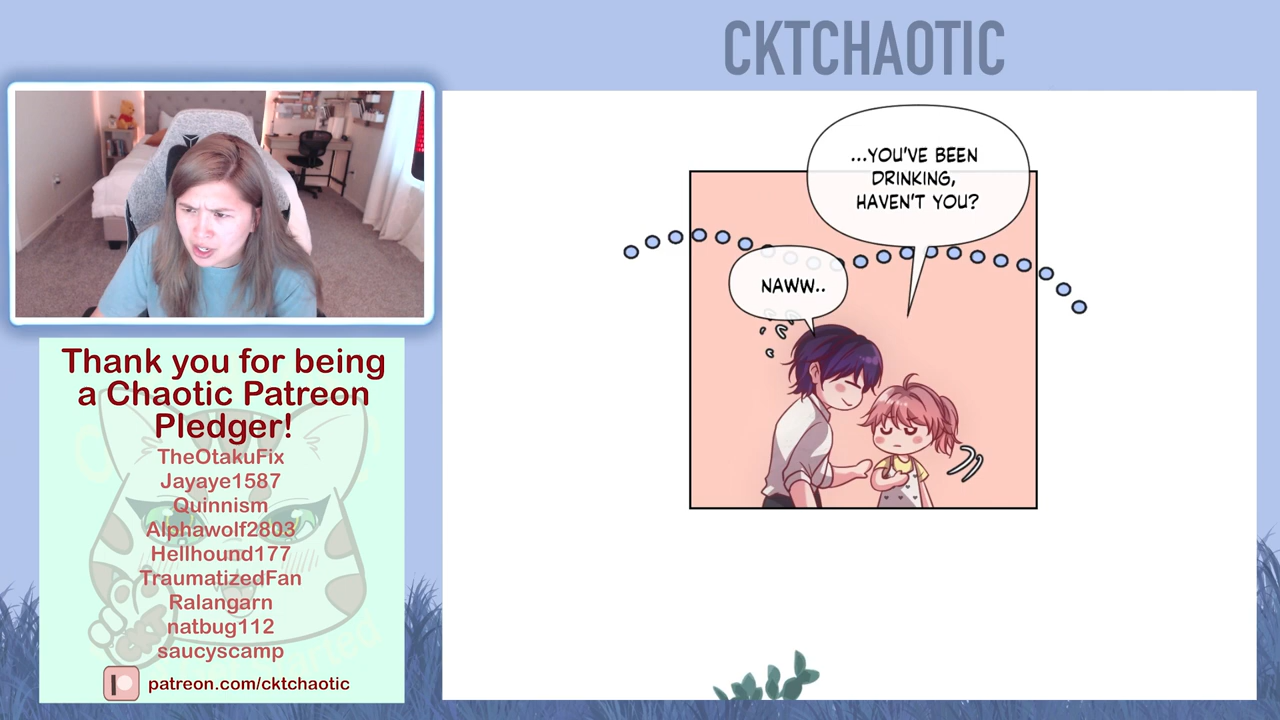 CKTCHAOTIC
...YOU'VE BEEN
DRINKING,
HAVEN'T YOU?
NAWW..
Thank you for being
a Chaotic Patreon
Pledger!
TheOtakuFix
Jayaye1587
Quinnism
Alphawolf2803
Hellhound177
TraumatizedFan
Ralangarn
natbug112
saucyscamp
patreon.com/cktchaotic